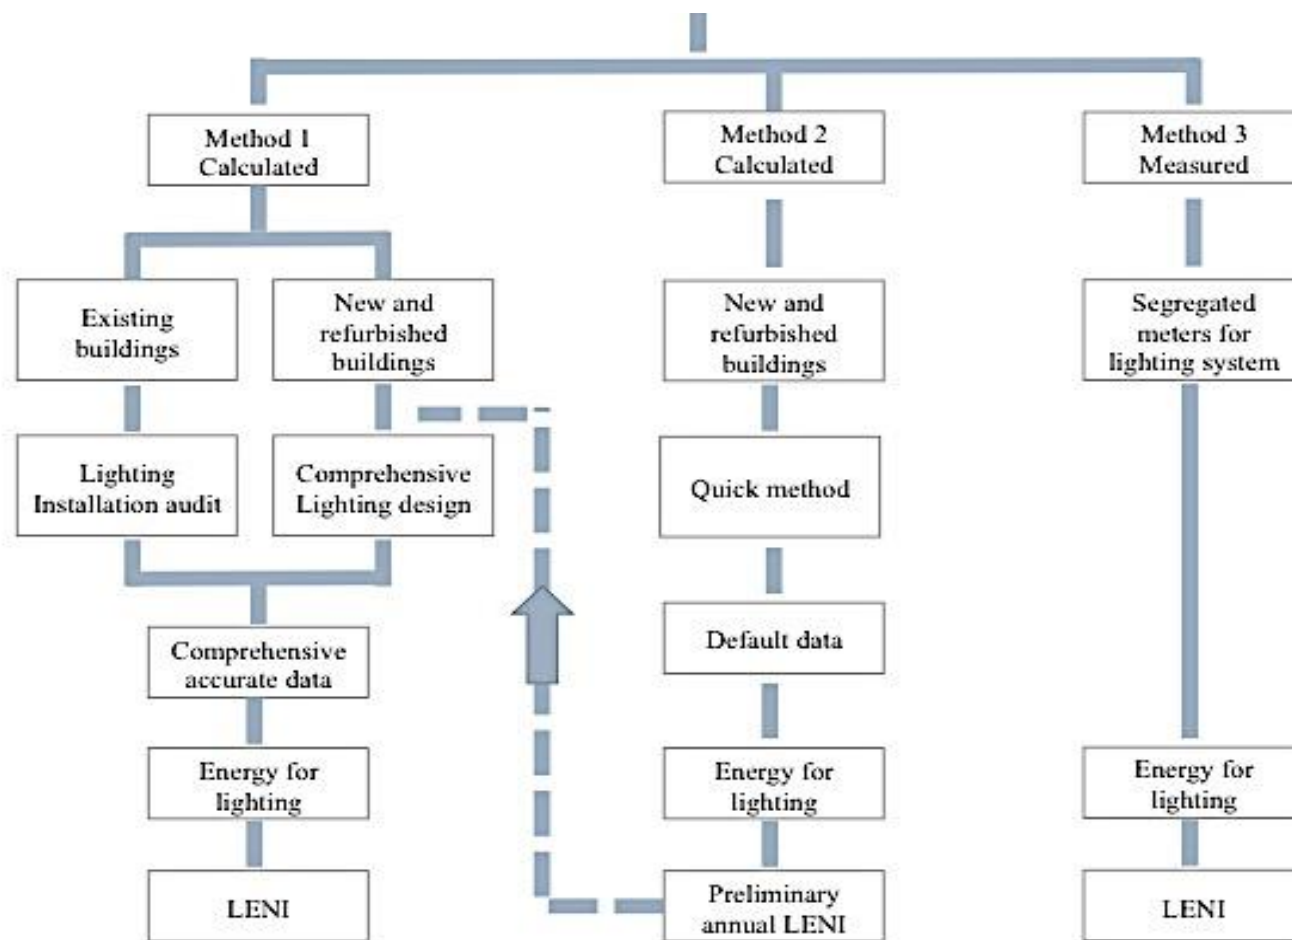 Method 1
Calculated
Method 2
Calculated
Method 3
Measured
Existing
buildings
New and
refurbished
buildings
New and
refurbished
buildings
Segregated
meters for
lighting system
Lighting
Installation audit
Comprehensive
Lighting design
Quick method
Default data
Comprehensive
accurate data
Energy for
lighting
Energy for
lighting
Energy for
lighting
LENI
Preliminary
annual LENI
LENI